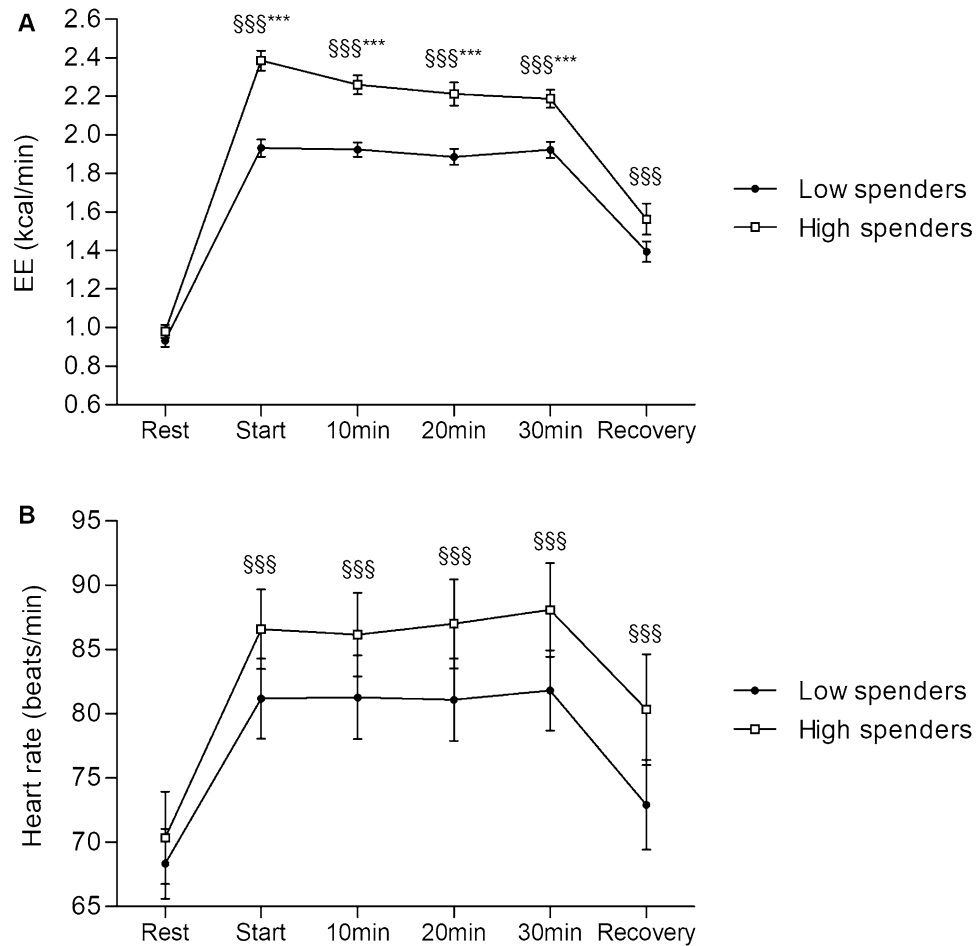 A
§§§***
§§§***
§§§***
§§§***
§§§
2.6
2.4
2.2
2.0
1.8
1.6
1.4
1.2
1.0
0.8
0.6
EE (kcal/min)
Rest Start 10min 20min 30min Recovery
Low spenders
High spenders
B
§§§
§§§
§§§
§§§
§§§
95
90
85
80
75
70
65
Heart rate (beats/min)
Rest Start 10min 20min 30min Recovery
Low spenders
High spenders